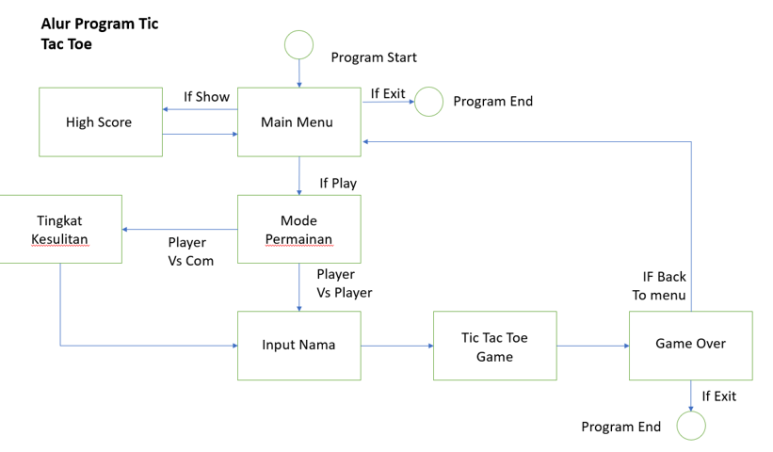 Alur Program Tic
Tac Toe
Program Start
If Show
If Exit
High Score
Main Menu
Program End
If Play
Tingkat
Kesulitan
Mode
Permainan
Player
Vs Com
Player
Vs Player
IF Back
To menu
Input Nama
Tic Tac Toe
Game
Game Over
If Exit
Program End